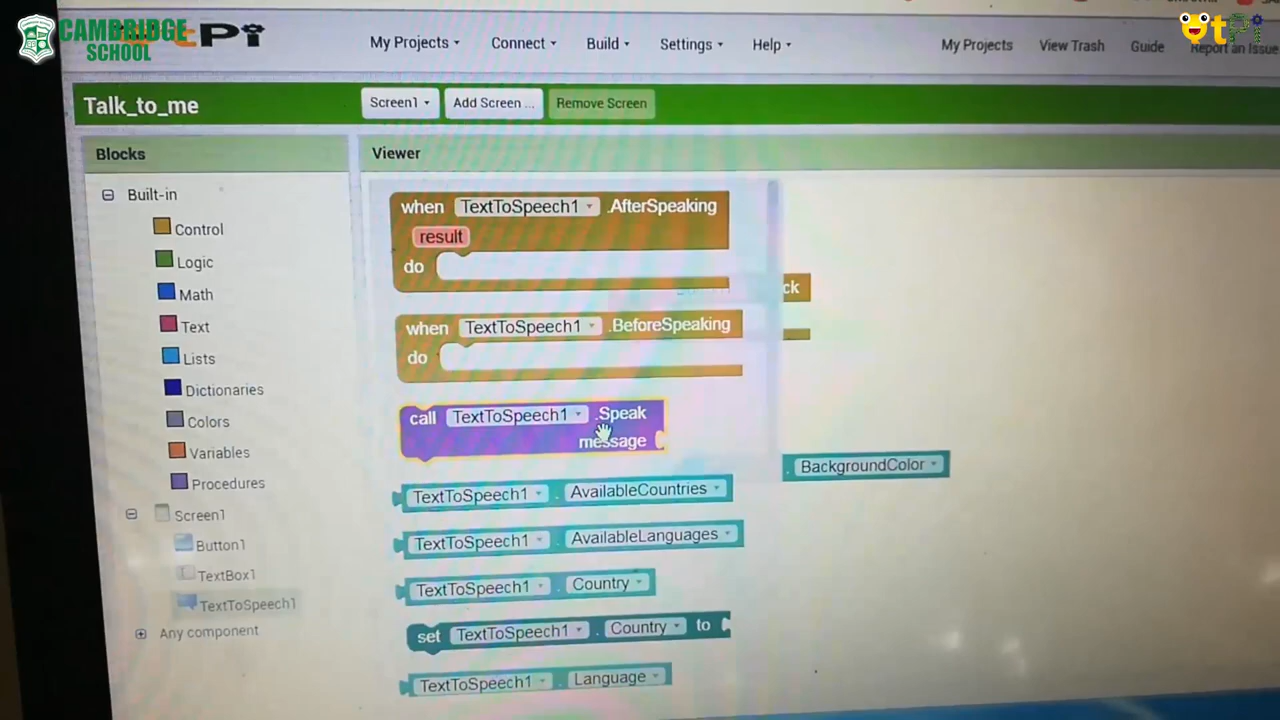 CAMBRIDGE
SCHOOL
Pi
My Projects Connect Build Settings Help My Projects View Trash Guide Report an Issue
Talk_to_me Screen1 Add Screen ... Remove Screen
Blocks Viewer
Built-in
Control
Logic
Math
Text
Lists
Dictionaries
Colors
Variables
Procedures
Screen1
Button1
TextBox1
TextToSpeech1
Any component
when TextToSpeech1 .AfterSpeaking
result
do
ck
when TextToSpeech1 .BeforeSpeaking
do
call TextToSpeech1 .Speak
message
. BackgroundColor
TextToSpeech1 . AvailableCountries
TextToSpeech1 . AvailableLanguages
TextToSpeech1 . Country
set TextToSpeech1 . Country to
TextToSpeech1 . Language